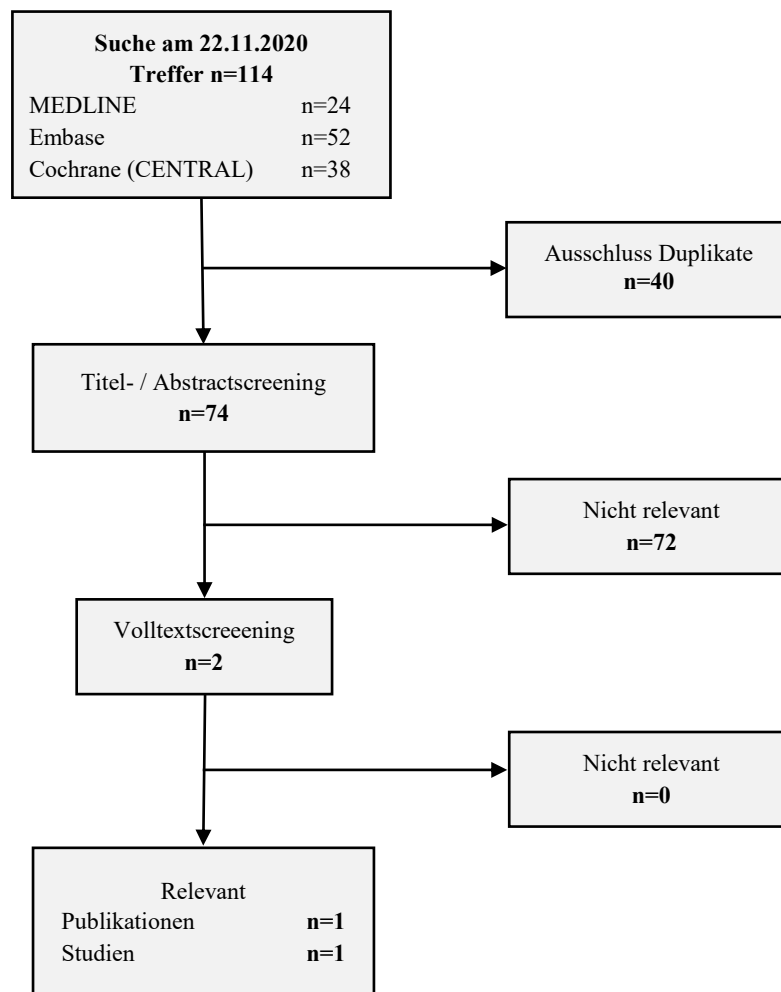 Suche am 22.11.2020
Treffer n=114
MEDLINE n=24
Embase n=52
Cochrane (CENTRAL) n=38
Ausschluss Duplikate
n=40
Titel- / Abstractscreening
n=74
Nicht relevant
n=72
Volltextscreeening
n=2
Nicht relevant
n=0
Relevant
Publikationen n=1
Studien n=1